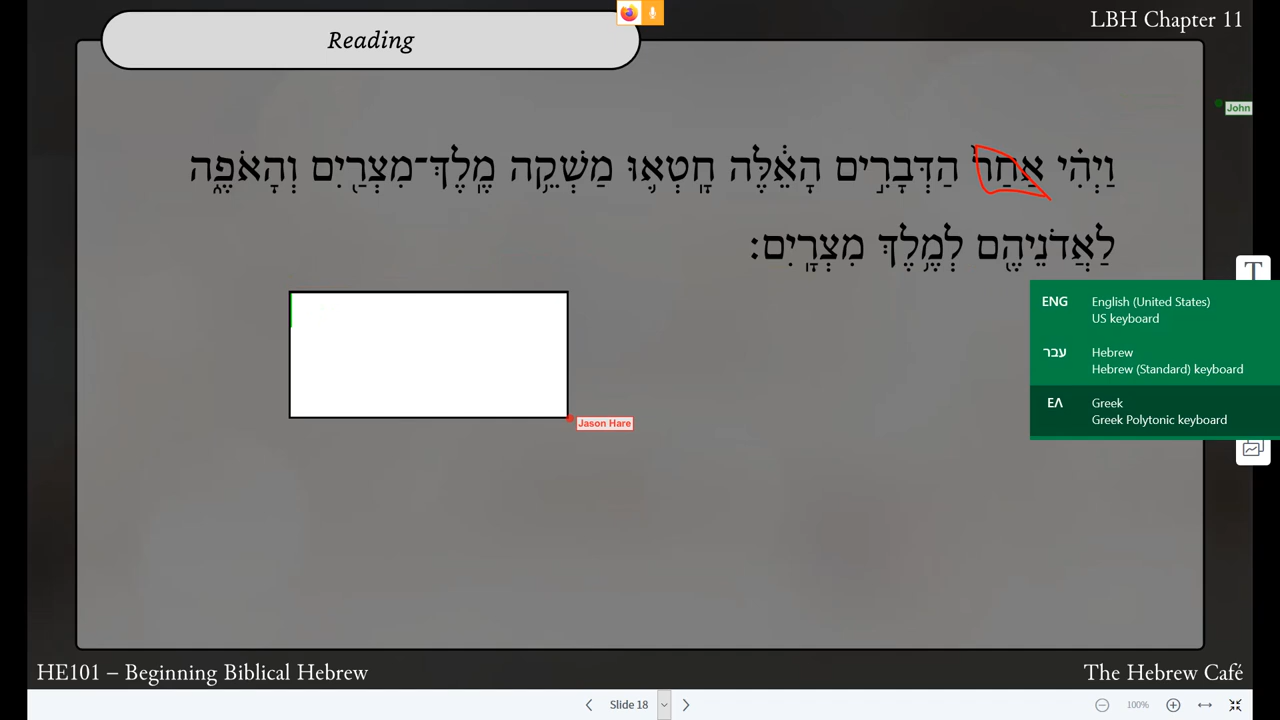 Reading
LBH Chapter 11
John
וַיְהִ֗י אַחַר֙ הַדְּבָרִ֣ים הָאֵ֔לֶּה חָֽטְא֛וּ מַשְׁקֵ֥ה מֶֽלֶךְ־מִצְרַ֖יִם וְהָאֹפֶ֑ה
לַאֲדֹנֵיהֶ֖ם לְמֶ֥לֶךְ מִצְרָֽיִם׃
ENG English (United States)
US keyboard
עבר Hebrew
Hebrew (Standard) keyboard
ΕΛ Greek
Greek Polytonic keyboard
Jason Hare
T
HE101 – Beginning Biblical Hebrew
The Hebrew Café
Slide 18
100%